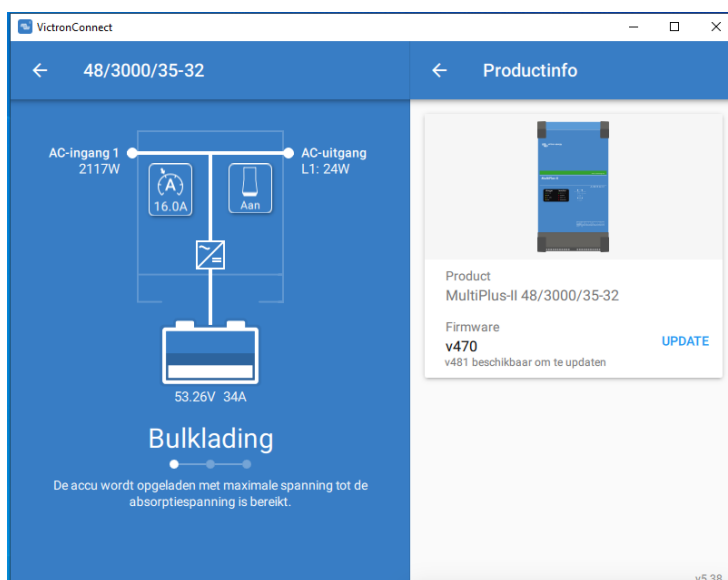 VictronConnect
48/3000/35-32
AC-ingang 1
2117W
AC-uitgang
L1: 24W
16.0A
Aan
53.26V 34A
Bulklading
De accu wordt opgeladen met maximale spanning tot de
absorptiespanning is bereikt.
Productinfo
Product
MultiPlus-II 48/3000/35-32
Firmware
v470
UPDATE
v481 beschikbaar om te updaten
v5.38